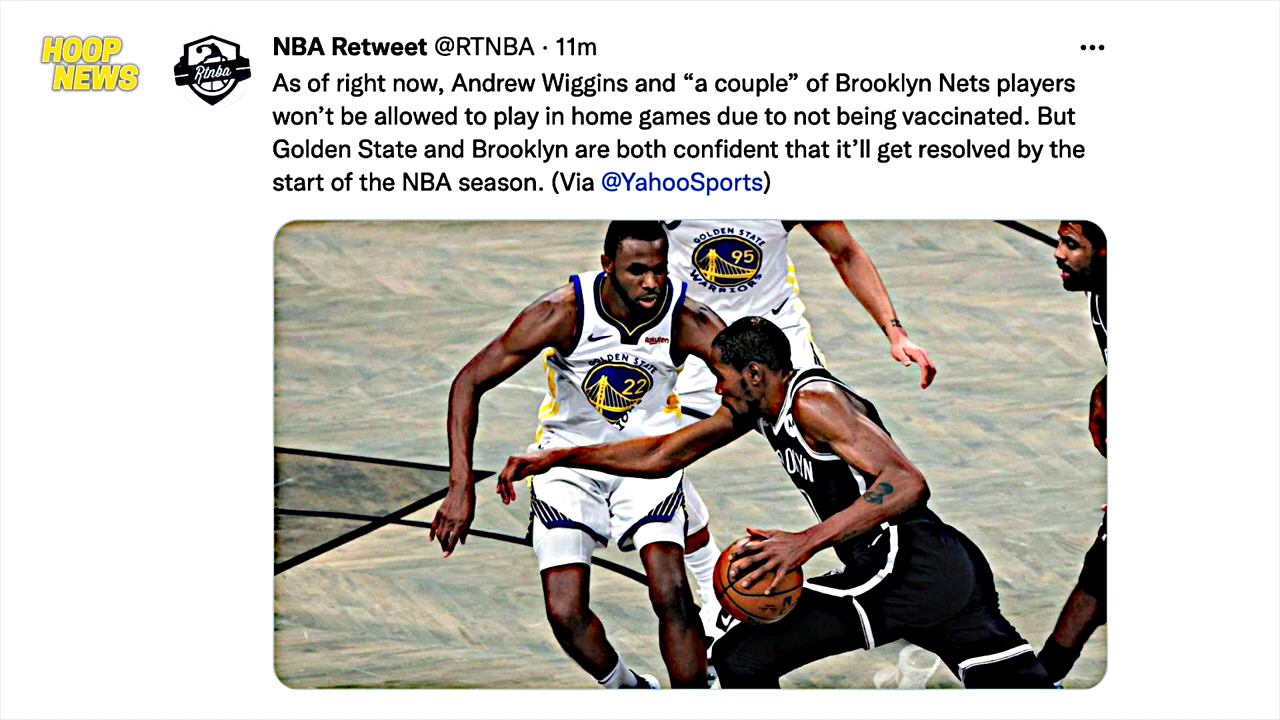 HOOP
NEWS
Rtnba
NBA Retweet @RTNBA · 11m
As of right now, Andrew Wiggins and “a couple” of Brooklyn Nets players
won’t be allowed to play in home games due to not being vaccinated. But
Golden State and Brooklyn are both confident that it’ll get resolved by the
start of the NBA season. (Via @YahooSports)
GOLDEN STATE
95
WARRIORS
Rakuten
GOLDEN STATE
22